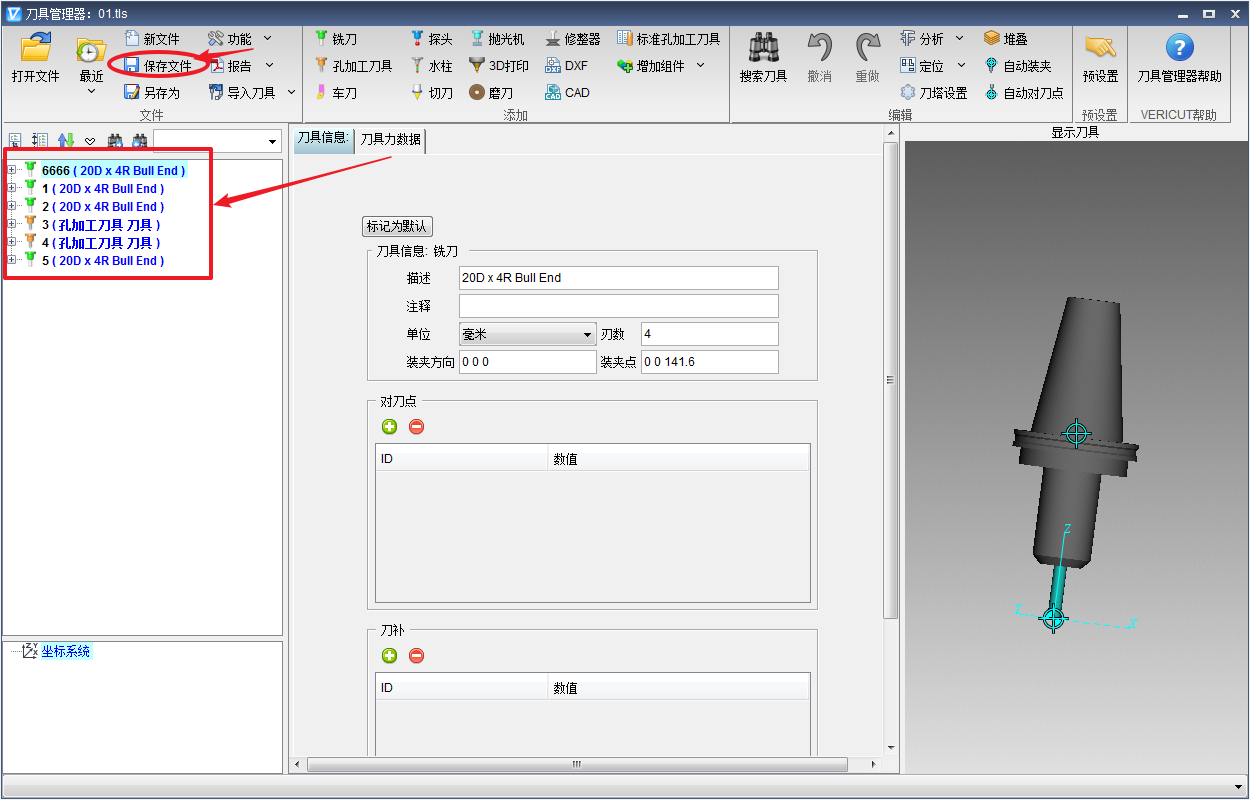 刀具管理器: 01.tls
打开文件
最近
新文件
保存文件
另存为
功能
报告
导入刀具
文件
铣刀
孔加工刀具
车刀
探头
水柱
切刀
抛光机
3D打印
磨刀
修整器
DXF
CAD
标准孔加工刀具
增加组件
添加
搜索刀具
撤消
重做
分析
定位
刀塔设置
堆叠
自动装夹
自动对刀点
编辑
预设置
预设置
刀具管理器帮助
VERICUT帮助
6666 ( 20D x 4R Bull End )
1 ( 20D x 4R Bull End )
2 ( 20D x 4R Bull End )
3 ( 孔加工刀具 刀具 )
4 ( 孔加工刀具 刀具 )
5 ( 20D x 4R Bull End )
坐标系统
刀具信息:
刀具力数据
标记为默认
刀具信息: 铣刀
描述 20D x 4R Bull End
注释
单位 毫米 刃数 4
装夹方向 0 0 0 装夹点 0 0 141.6
对刀点
ID 数值
刀补
ID 数值
显示刀具
Z
X